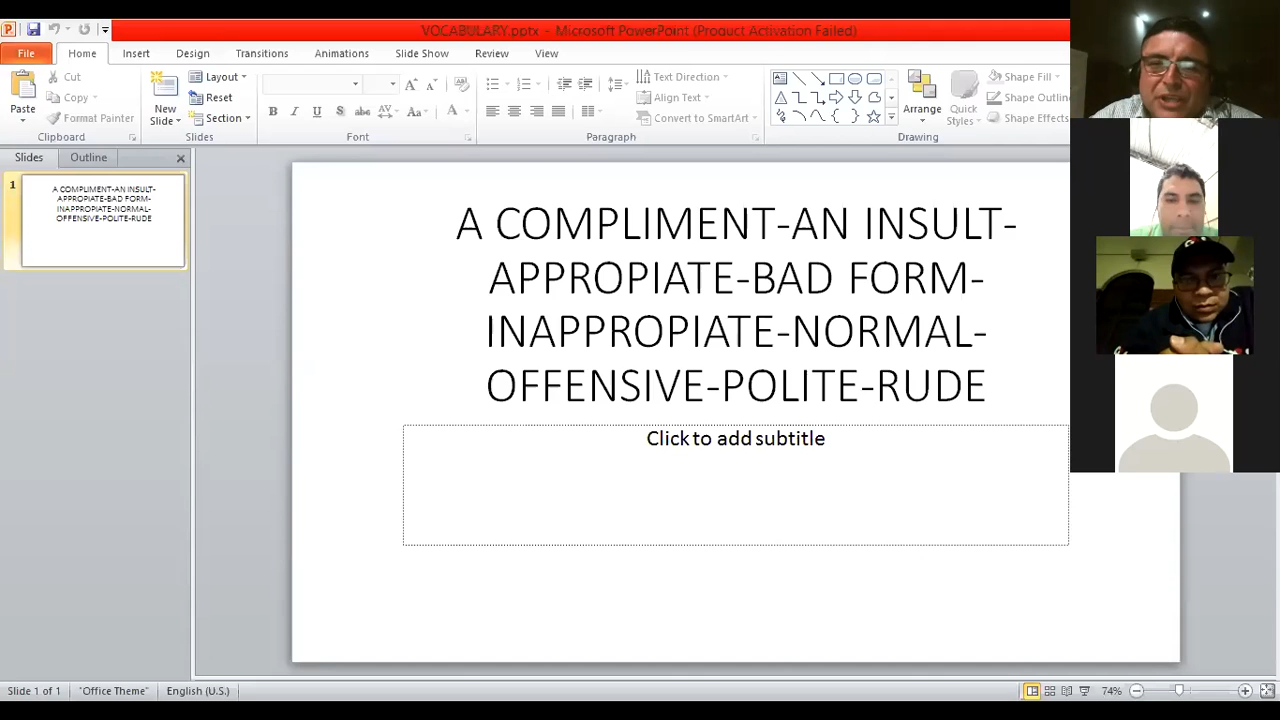 VOCABULARY.pptx - Microsoft PowerPoint (Product Activation Failed)
File Home Insert Design Transitions Animations Slide Show Review View
Paste
Cut
Copy
Format Painter
Clipboard
New Slide
Layout
Reset
Section
Slides
B I U S abc AV Aa A
Font
Text Direction
Align Text
Convert to SmartArt
Paragraph
Arrange
Quick Styles
Shape Fill
Shape Outline
Shape Effects
Drawing
Slides Outline
1
A COMPLIMENT-AN INSULT-
APPROPIATE-BAD FORM-
INAPPROPIATE-NORMAL-
OFFENSIVE-POLITE-RUDE
A COMPLIMENT-AN INSULT-
APPROPIATE-BAD FORM-
INAPPROPIATE-NORMAL-
OFFENSIVE-POLITE-RUDE
Click to add subtitle
Slide 1 of 1 "Office Theme" English (U.S.) 74%